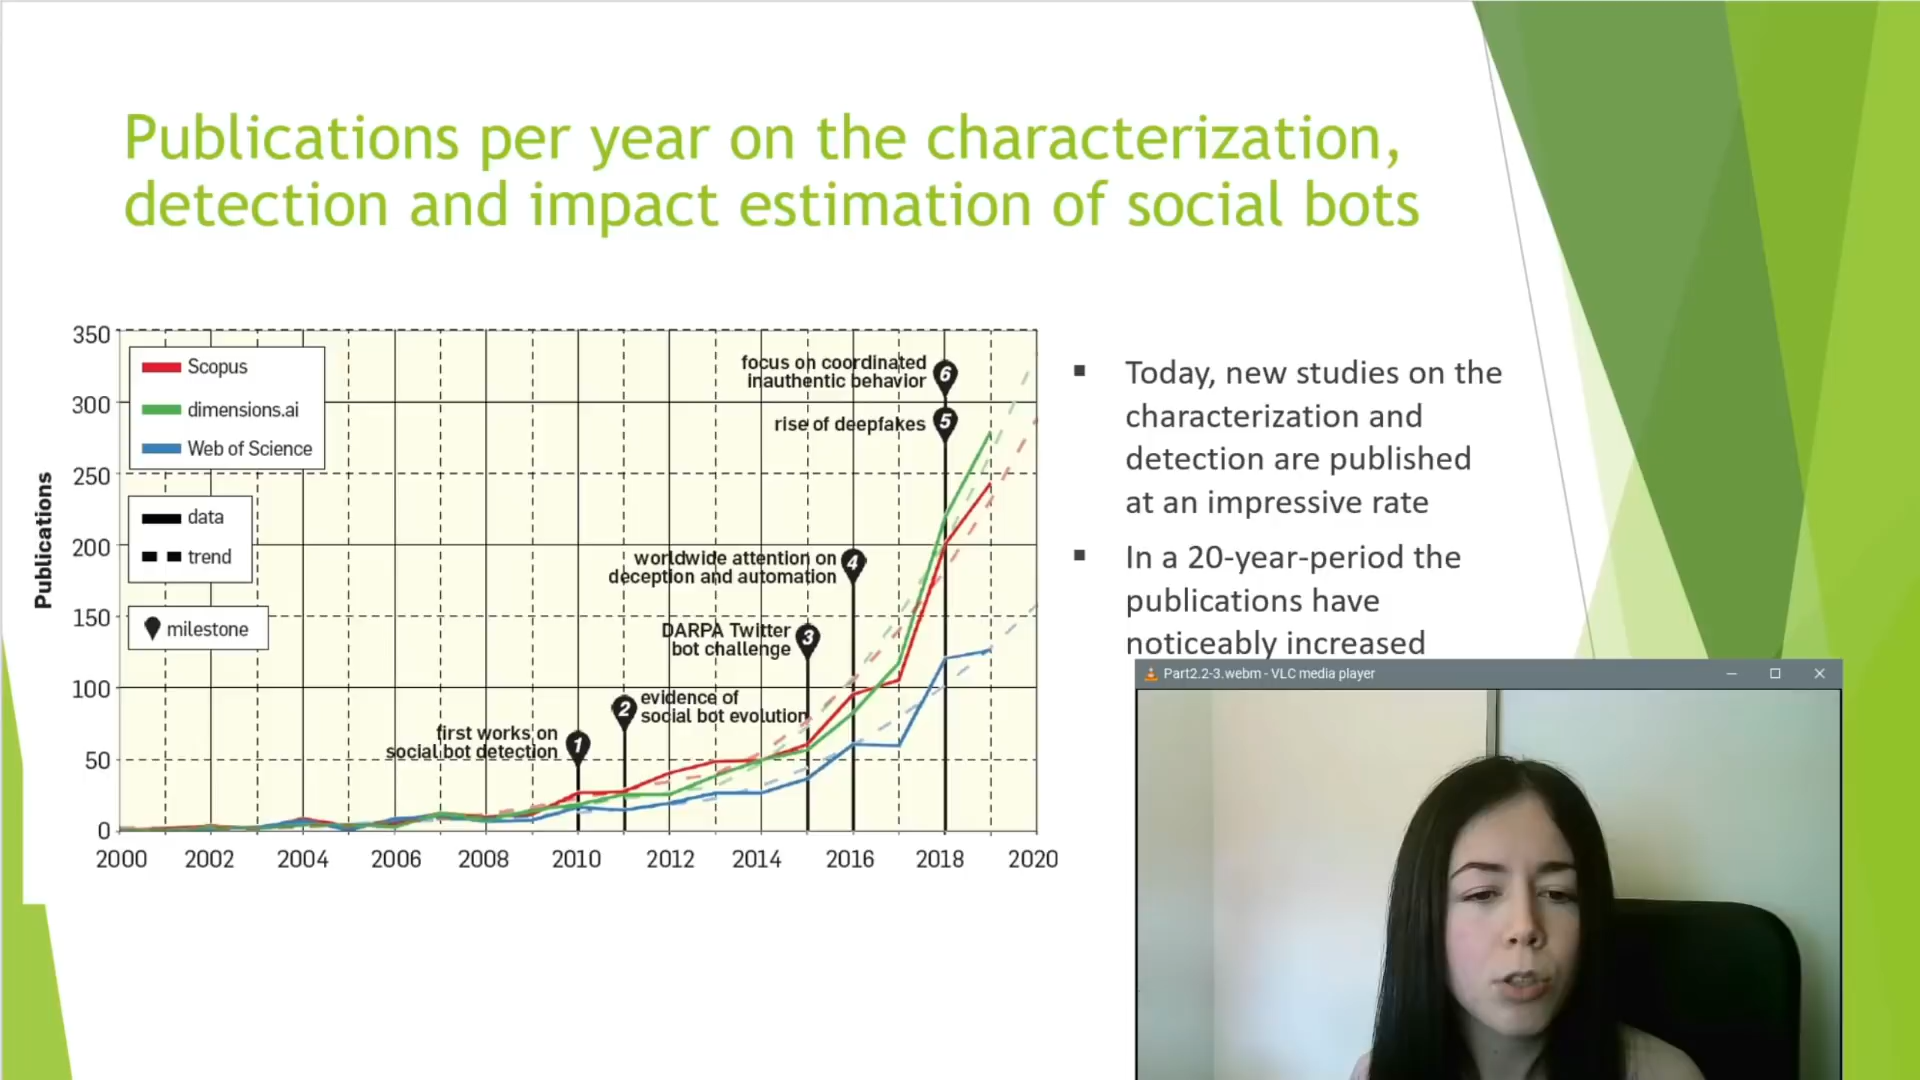 Publications per year on the characterization,
detection and impact estimation of social bots
350
300
250
200
150
100
50
0
Publications
Scopus
dimensions.ai
Web of Science
data
trend
milestone
focus on coordinated
inauthentic behavior
6
rise of deepfakes
5
worldwide attention on
deception and automation
4
DARPA Twitter
bot challenge
3
evidence of
social bot evolution
2
first works on
social bot detection
1
2000 2002 2004 2006 2008 2010 2012 2014 2016 2018 2020
Today, new studies on the
characterization and
detection are published
at an impressive rate
In a 20-year-period the
publications have
noticeably increased
Part2.2-3.webm - VLC media player